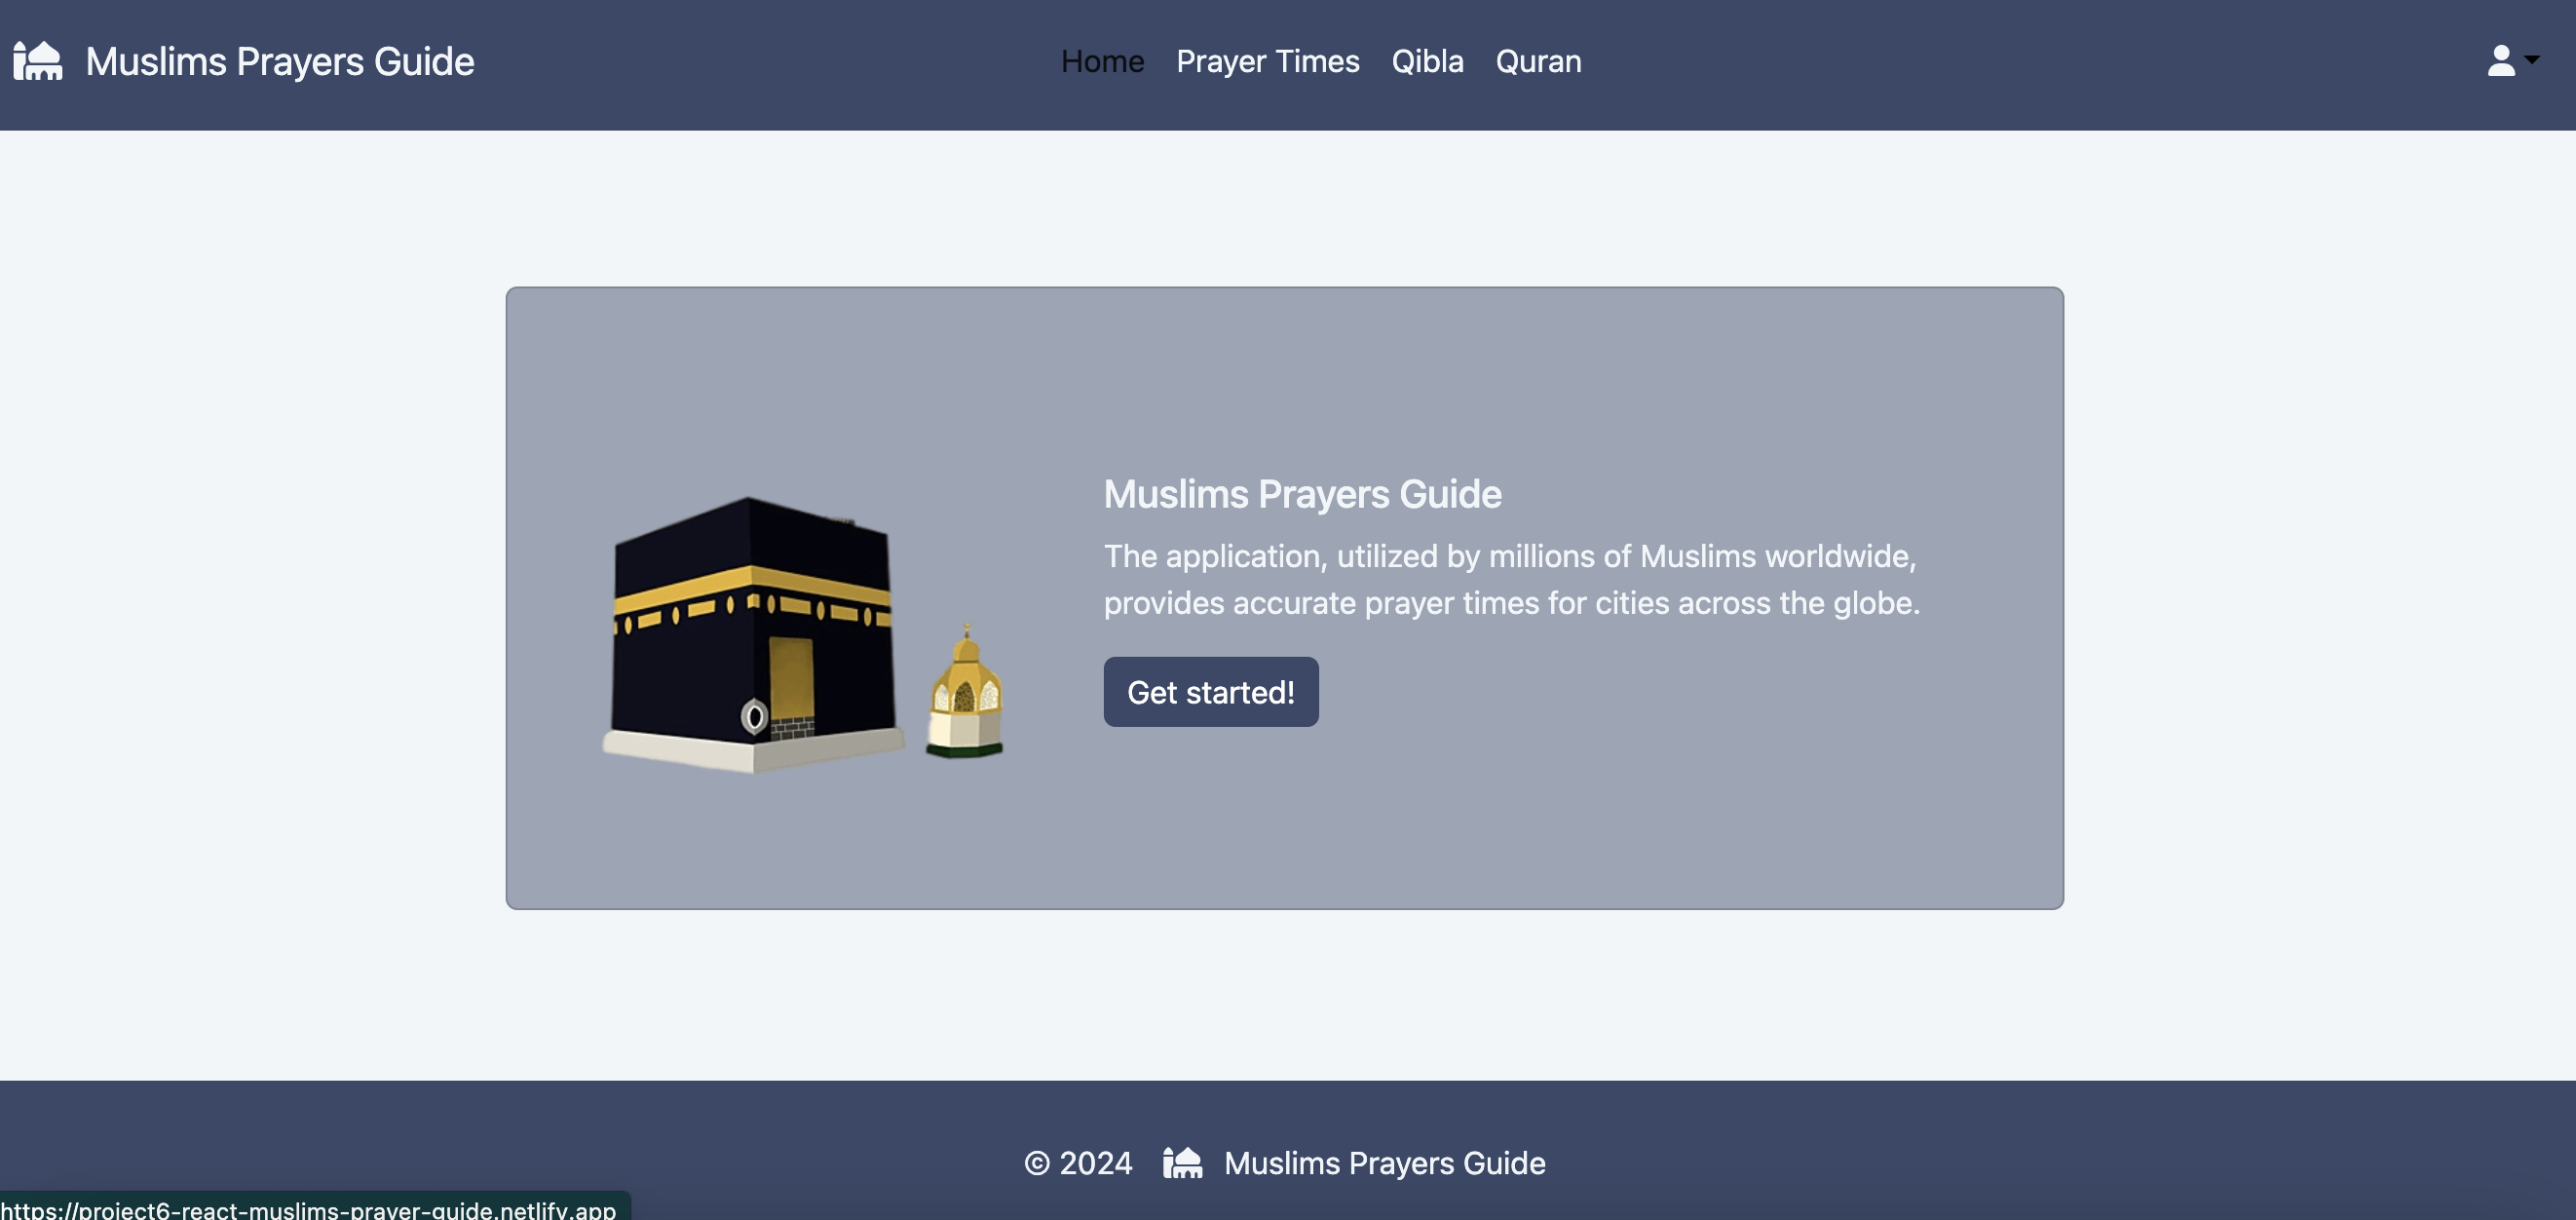 Muslims Prayers Guide
Home Prayer Times Qibla Quran
Muslims Prayers Guide
The application, utilized by millions of Muslims worldwide,
provides accurate prayer times for cities across the globe.
Get started!
© 2024 Muslims Prayers Guide
https://project6-react-muslims-prayer-guide.netlify.app